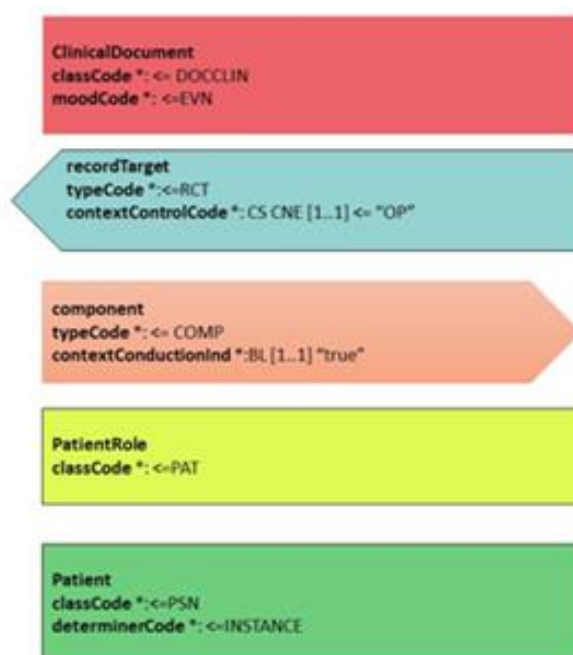 ClinicalDocument
classCode *: <= DOCCLIN
moodCode *: <=EVN
recordTarget
typeCode *:<=RCT
contextControlCode *: CS CNE [1..1] <= “OP”
component
typeCode *: <= COMP
contextConductionInd *:BL [1..1] “true”
PatientRole
classCode *: <=PAT
Patient
classCode *:<=PSN
determinerCode *: <=INSTANCE